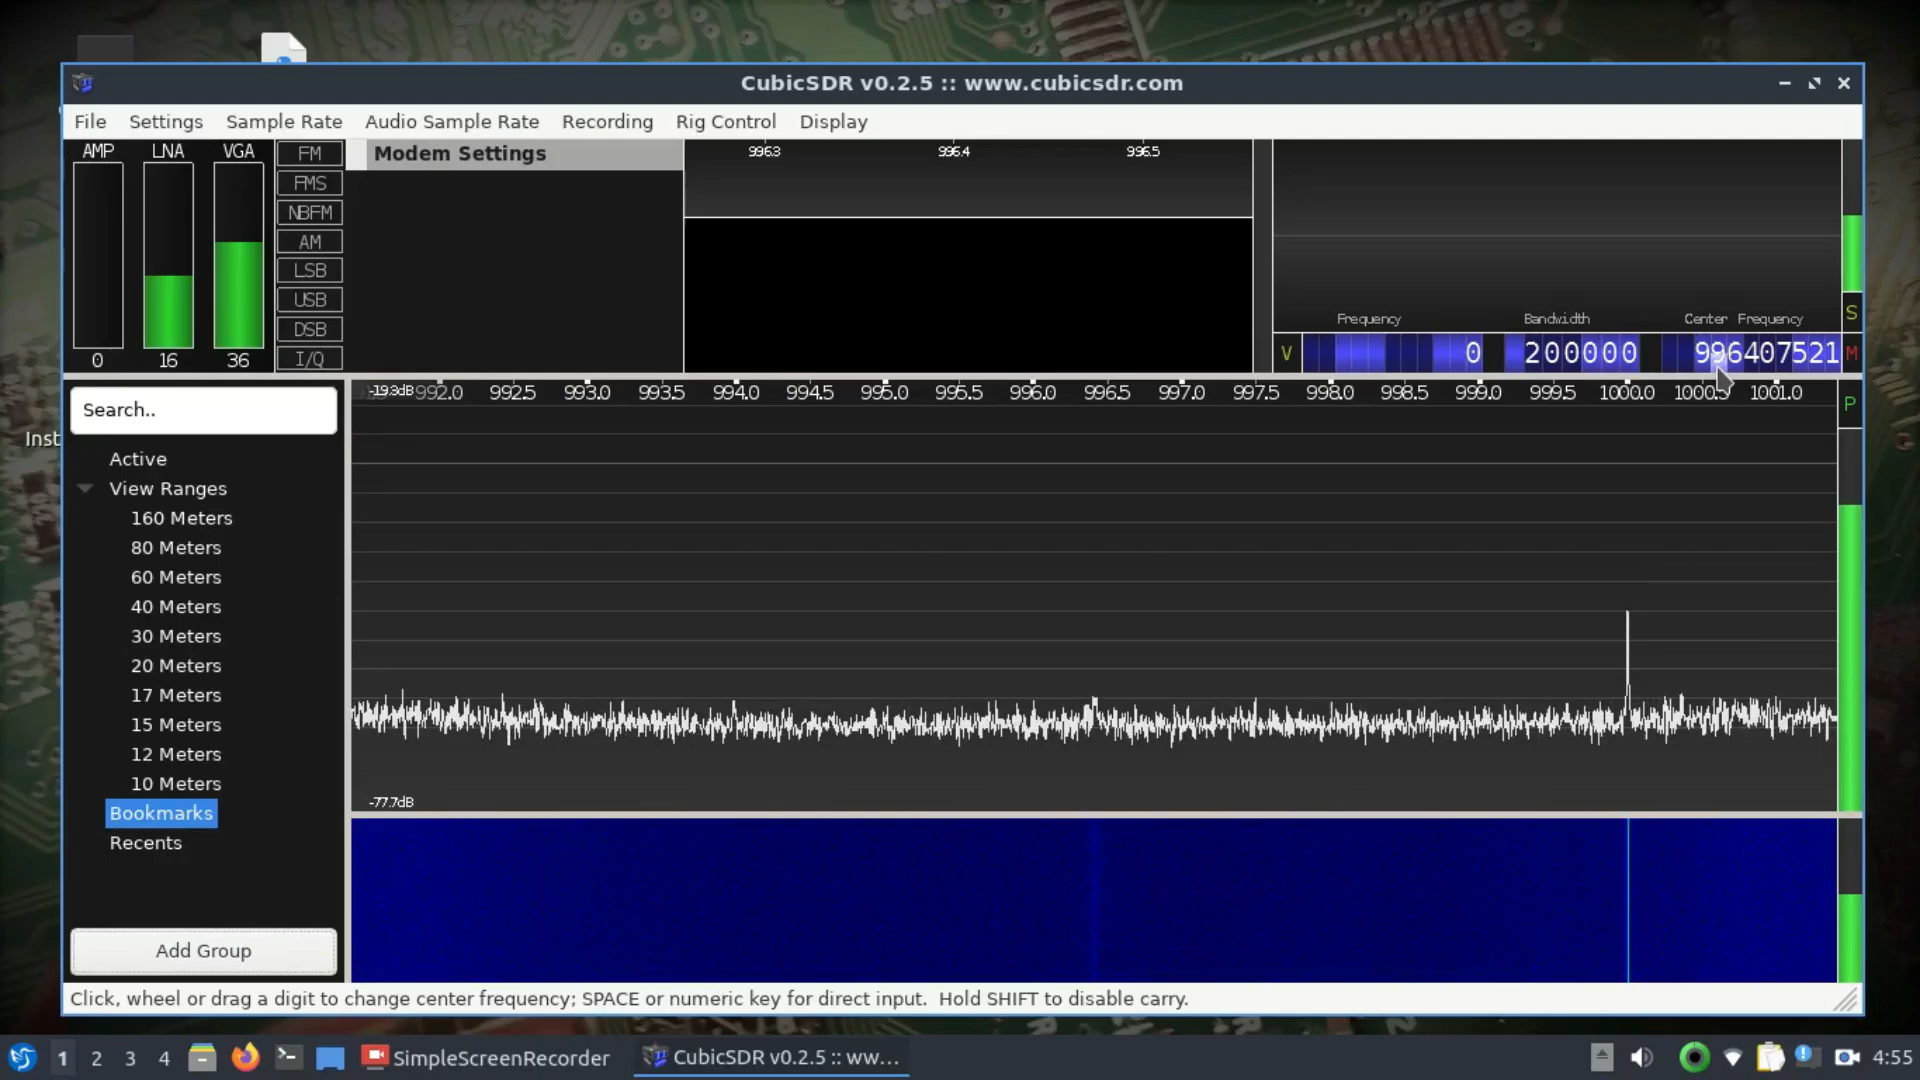 CubicSDR v0.2.5 :: www.cubicsdr.com
File Settings Sample Rate Audio Sample Rate Recording Rig Control Display
AMP LNA VGA
0 16 36
FM
FMS
NBFM
AM
LSB
USB
DSB
I/Q
Modem Settings
996.3 996.4 996.5
Frequency Bandwidth Center Frequency
V 0 200000 996407521 M
S
P
-19.3dB 992.0 992.5 993.0 993.5 994.0 994.5 995.0 995.5 996.0 996.5 997.0 997.5 998.0 998.5 999.0 999.5 1000.0 1000.5 1001.0
-77.7dB
Search..
Active
View Ranges
160 Meters
80 Meters
60 Meters
40 Meters
30 Meters
20 Meters
17 Meters
15 Meters
12 Meters
10 Meters
Bookmarks
Recents
Add Group
Inst
Click, wheel or drag a digit to change center frequency; SPACE or numeric key for direct input. Hold SHIFT to disable carry.
1 2 3 4 SimpleScreenRecorder CubicSDR v0.2.5 :: ww... 4:55